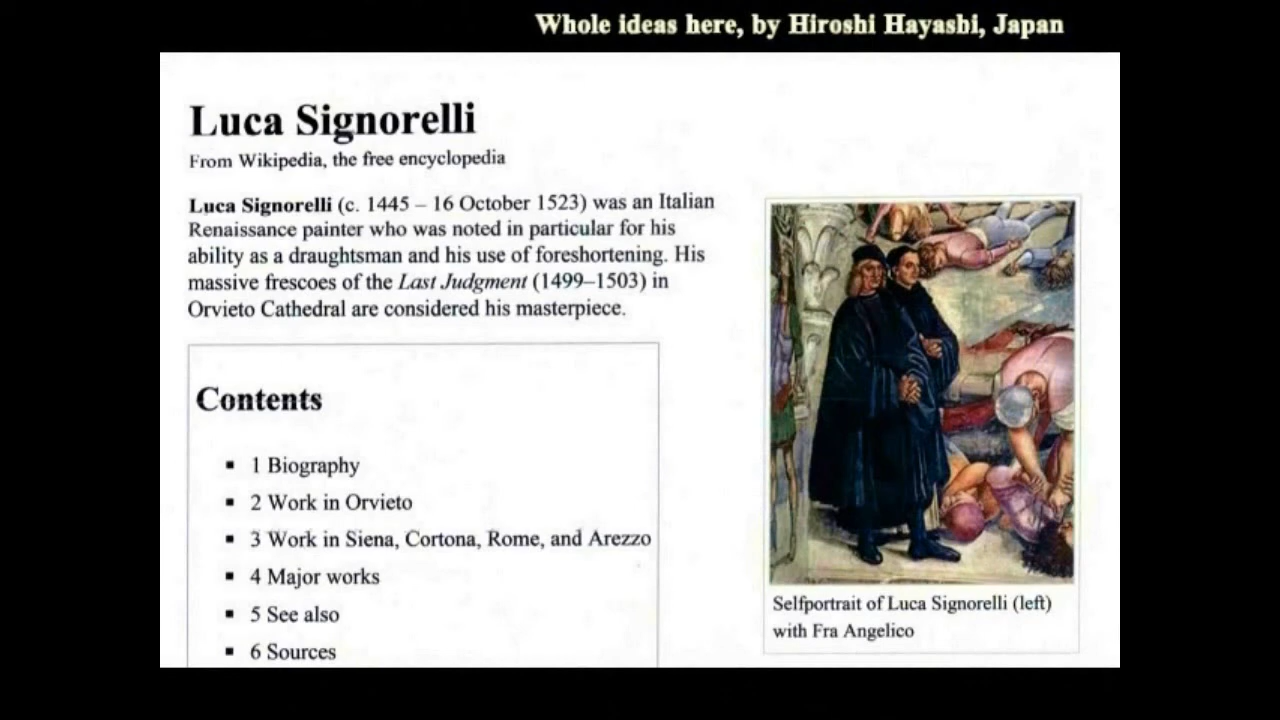 Whole ideas here, by Hiroshi Hayashi, Japan
Luca Signorelli
From Wikipedia, the free encyclopedia
Luca Signorelli (c. 1445 – 16 October 1523) was an Italian
Renaissance painter who was noted in particular for his
ability as a draughtsman and his use of foreshortening. His
massive frescoes of the Last Judgment (1499–1503) in
Orvieto Cathedral are considered his masterpiece.
Contents
▪ 1 Biography
▪ 2 Work in Orvieto
▪ 3 Work in Siena, Cortona, Rome, and Arezzo
▪ 4 Major works
▪ 5 See also
▪ 6 Sources
Selfportrait of Luca Signorelli (left)
with Fra Angelico